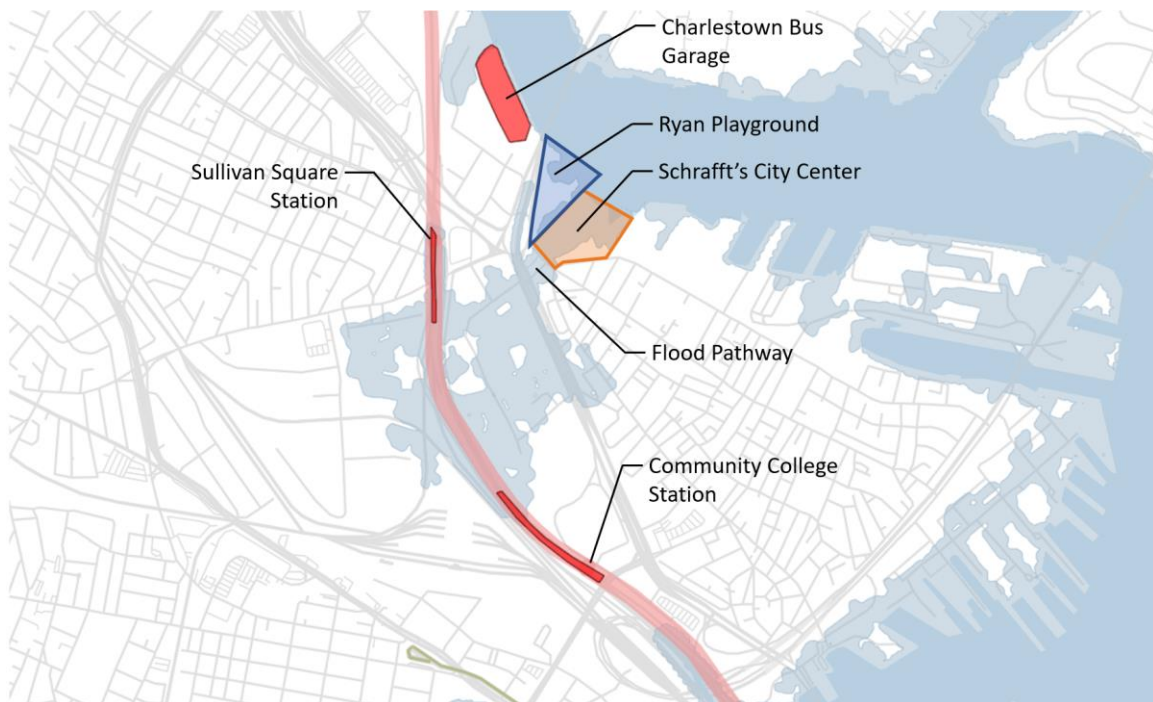 Charlestown Bus
Garage
Ryan Playground
Schrafft's City Center
Sullivan Square
Station
Flood Pathway
Community College
Station